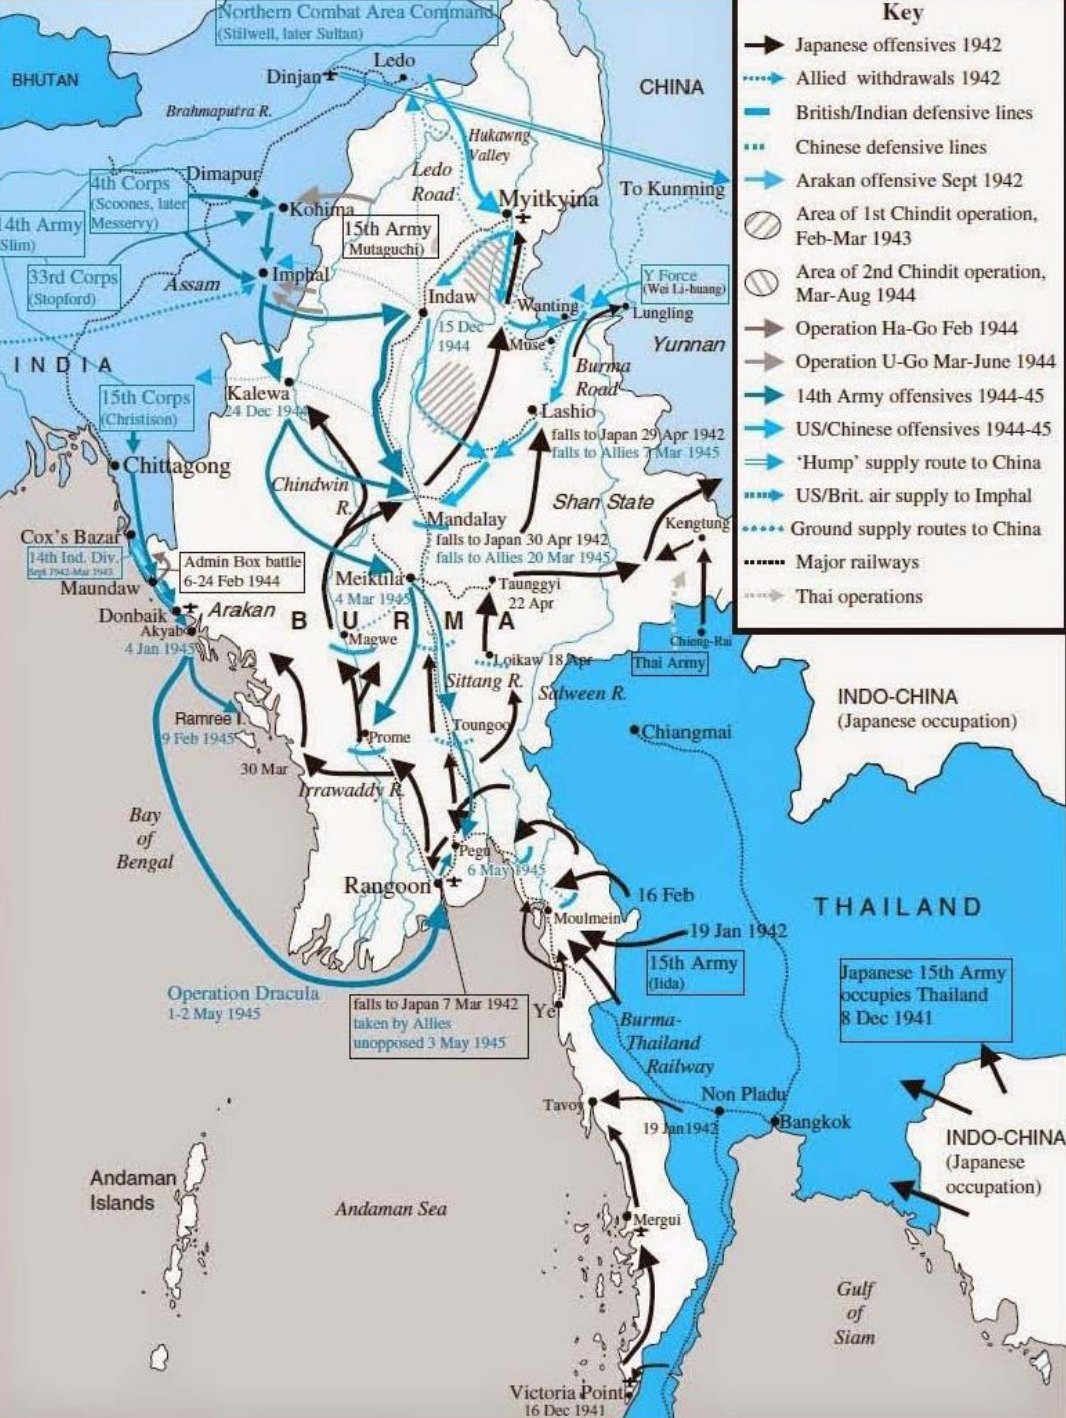 Northern Combat Area Command
(Stilwell, later Sultan)
Ledo
Dinjan
BHUTAN
CHINA
Brahmaputra R.
Hukawng
Valley
Ledo
Road
Dimapur
4th Corps
(Scoones, later
Messervy)
Kohima
Myitkyina
To Kunming
14th Army
(Slim)
15th Army
(Mutaguchi)
33rd Corps
(Stopford)
Assam
Imphal
Y Force
(Wei Li-huang)
Indaw
15 Dec
1944
Wanting
Lungling
Muse
Yunnan
INDIA
Burma
Road
15th Corps
(Christison)
Kalewa
24 Dec 1944
Lashio
falls to Japan 29 Apr 1942
falls to Allies 7 Mar 1945
Chittagong
Chindwin
R.
Shan State
Cox's Bazar
14th Ind. Div.
Sept 1942-Mar 1943
Mandalay
falls to Japan 30 Apr 1942
falls to Allies 20 Mar 1945
Kengtung
Admin Box battle
6-24 Feb 1944
Maundaw
Meiktila
4 Mar 1945
Taunggyi
22 Apr
Donbaik
Arakan
Akyab
4 Jan 1945
BURMA
Magwe
Chieng-Rai
Loikaw 18 Apr
Thai Army
Sittang R.
Salween R.
Ramree I.
9 Feb 1945
Toungoo
Prome
Chiangmai
30 Mar
Irrawaddy R.
Bay
of
Bengal
Pegu
6 May 1945
Rangoon
16 Feb
THAILAND
Moulmein
19 Jan 1942
15th Army
(Iida)
Japanese 15th Army
occupies Thailand
8 Dec 1941
Operation Dracula
1-2 May 1945
falls to Japan 7 Mar 1942
taken by Allies
unopposed 3 May 1945
Ye
Burma-
Thailand
Railway
Tavoy
Non Pladu
19 Jan 1942
Bangkok
INDO-CHINA
(Japanese
occupation)
Andaman
Islands
Andaman Sea
Mergui
Gulf
of
Siam
Victoria Point
16 Dec 1941
INDO-CHINA
(Japanese occupation)
Key
Japanese offensives 1942
Allied withdrawals 1942
British/Indian defensive lines
Chinese defensive lines
Arakan offensive Sept 1942
Area of 1st Chindit operation,
Feb-Mar 1943
Area of 2nd Chindit operation,
Mar-Aug 1944
Operation Ha-Go Feb 1944
Operation U-Go Mar-June 1944
14th Army offensives 1944-45
US/Chinese offensives 1944-45
'Hump' supply route to China
US/Brit. air supply to Imphal
Ground supply routes to China
Major railways
Thai operations